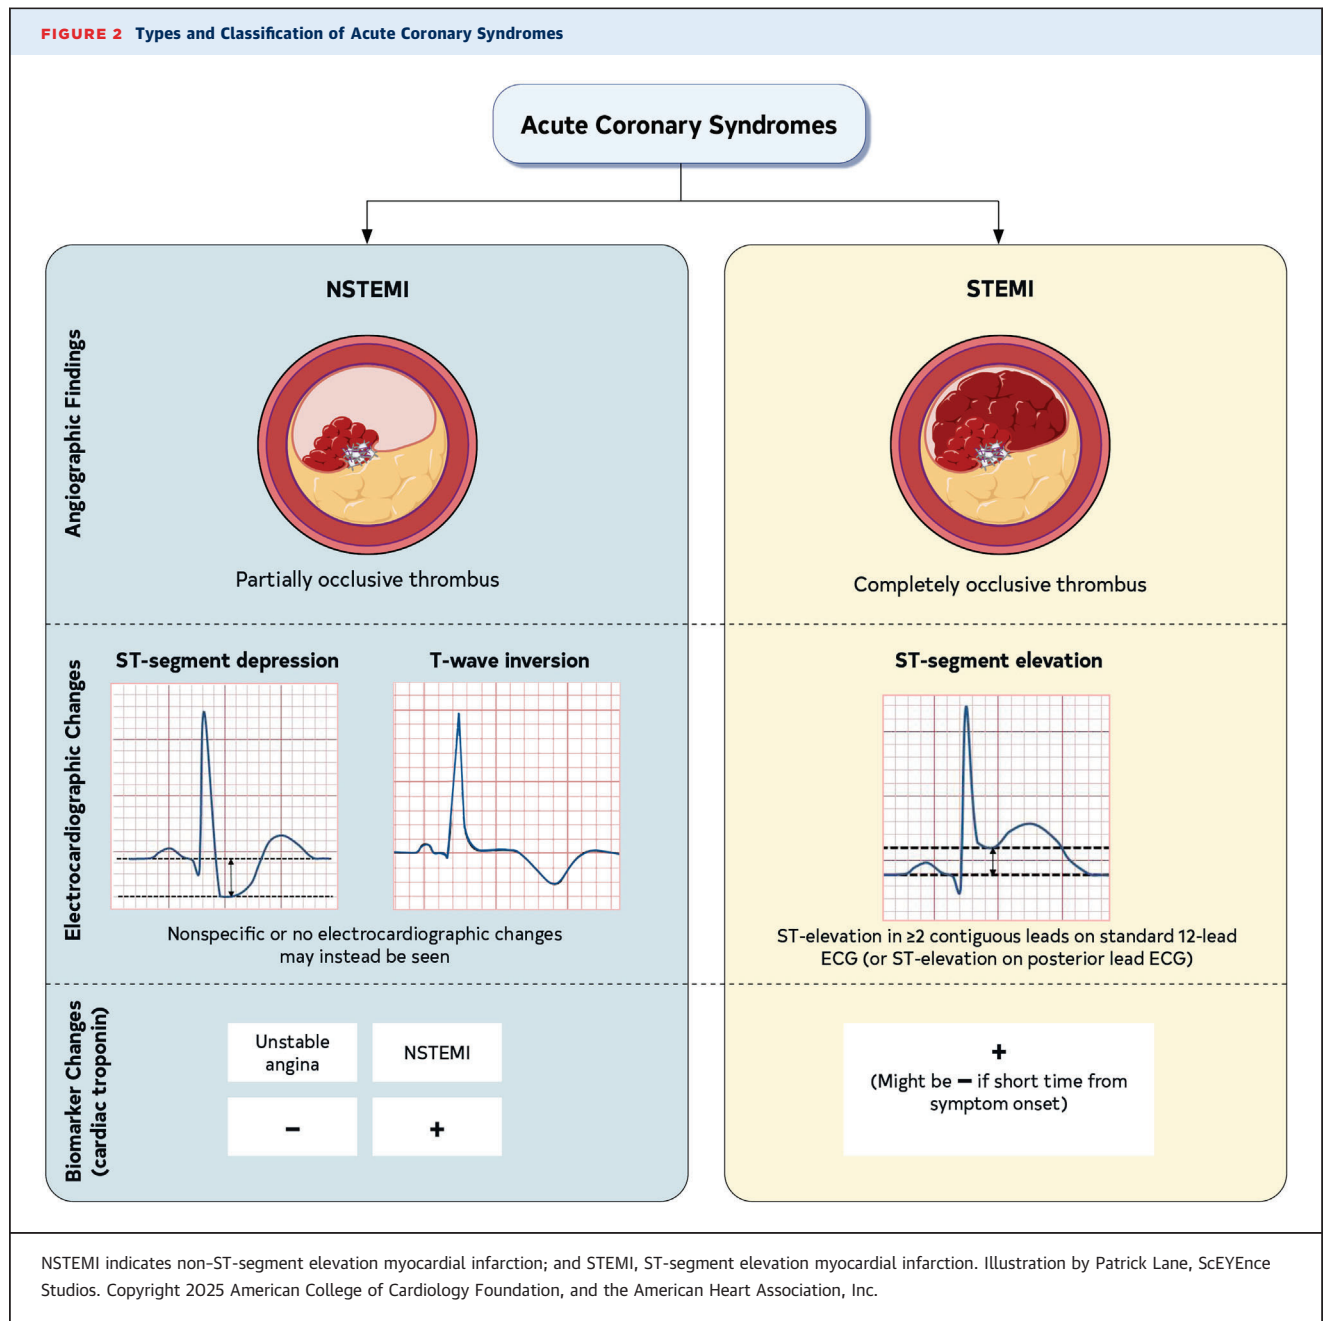 FIGURE 2 Types and Classification of Acute Coronary Syndromes
Acute Coronary Syndromes
NSTEMI
STEMI
Angiographic Findings
Partially occlusive thrombus
Completely occlusive thrombus
Electrocardiographic Changes
ST-segment depression
T-wave inversion
ST-segment elevation
Nonspecific or no electrocardiographic changes
may instead be seen
ST-elevation in ≥2 contiguous leads on standard 12-lead
ECG (or ST-elevation on posterior lead ECG)
Biomarker Changes
(cardiac troponin)
Unstable
angina
NSTEMI
–
+
+
(Might be – if short time from
symptom onset)
NSTEMI indicates non–ST-segment elevation myocardial infarction; and STEMI, ST-segment elevation myocardial infarction. Illustration by Patrick Lane, ScEYEnce
Studios. Copyright 2025 American College of Cardiology Foundation, and the American Heart Association, Inc.